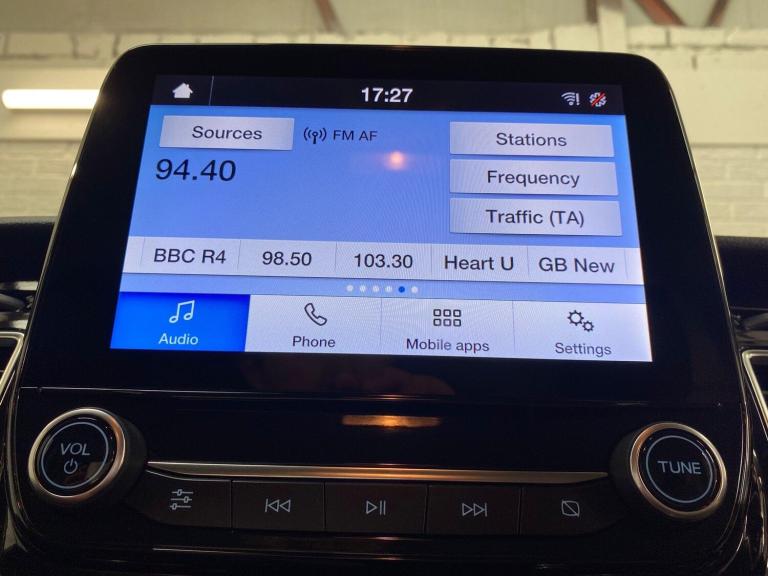 17:27
Sources
FM AF
Stations
94.40
Frequency
Traffic (TA)
BBC R4
98.50
103.30
Heart U
GB New
Audio
Phone
Mobile apps
Settings
VOL
TUNE